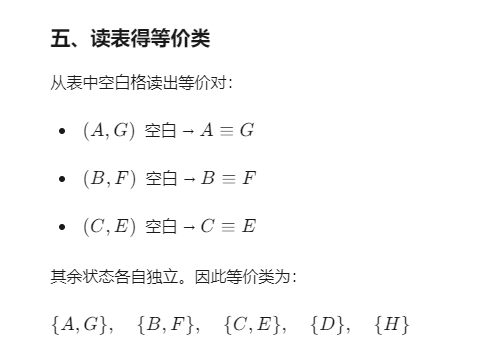 五、读表得等价类
从表中空白格读出等价对：
• (A, G) 空白 → A ≡ G
• (B, F) 空白 → B ≡ F
• (C, E) 空白 → C ≡ E
其余状态各自独立。因此等价类为：
{A, G}, {B, F}, {C, E}, {D}, {H}